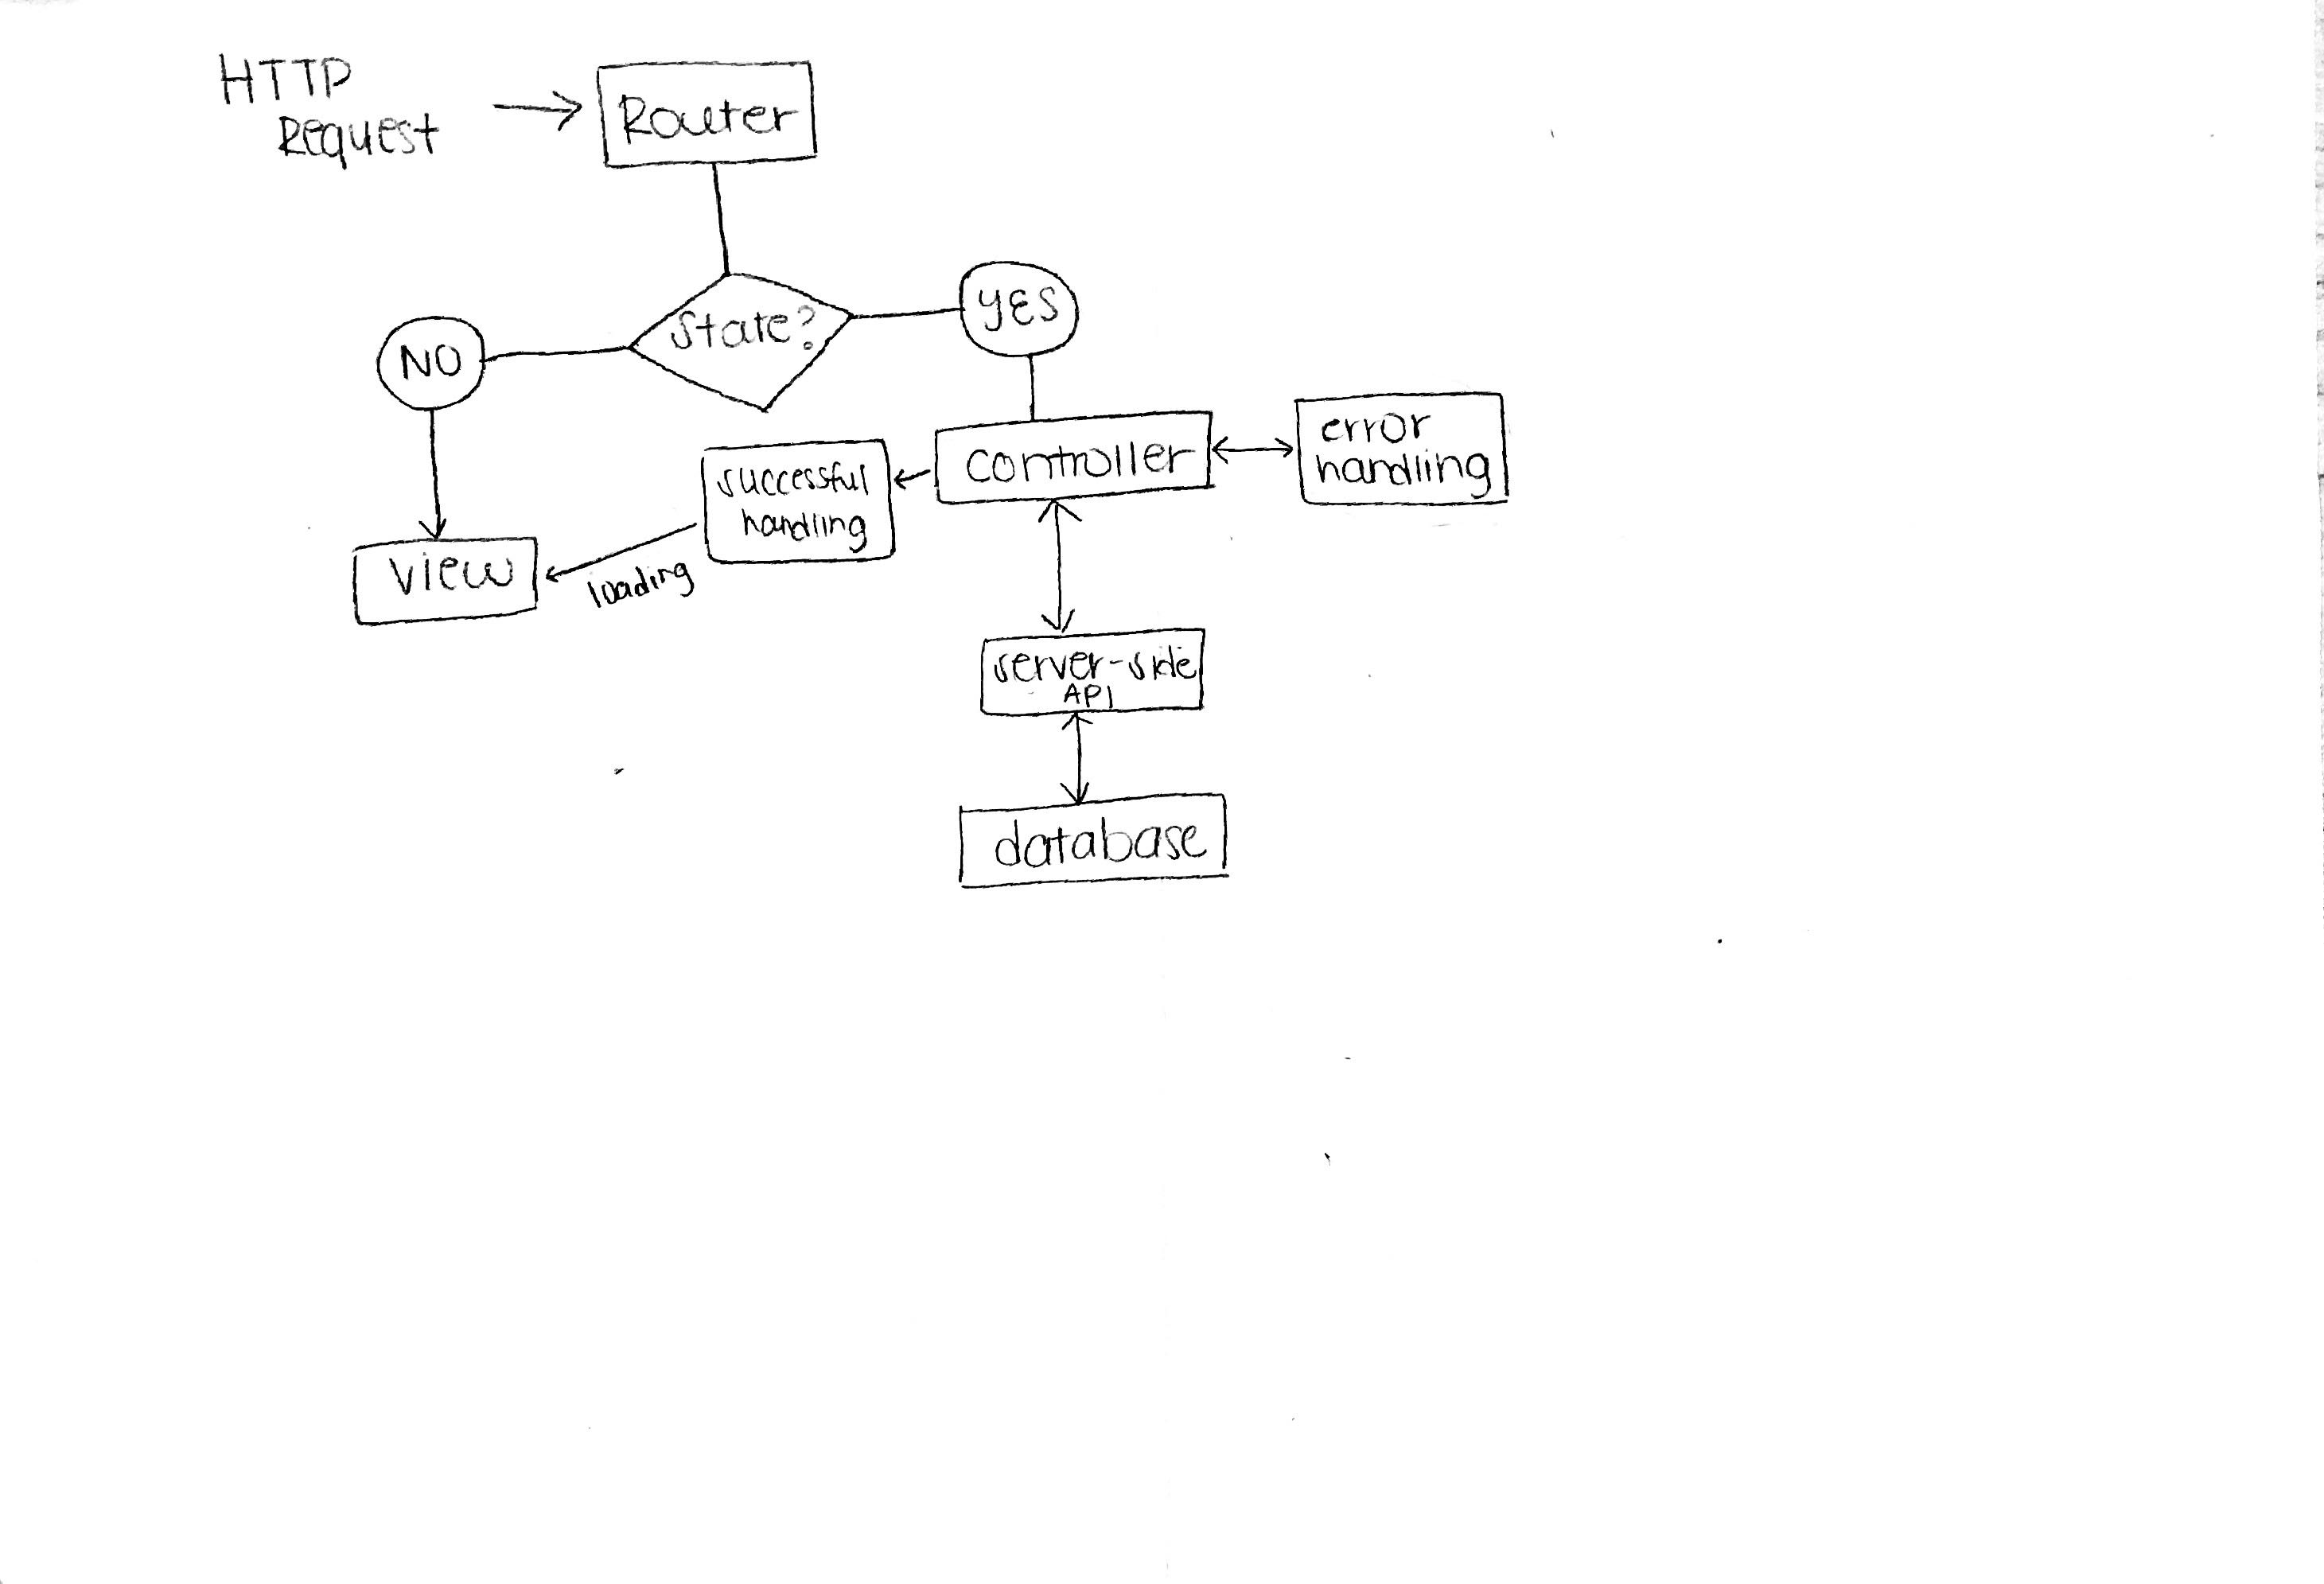 HTTP
Request
Router
State?
YES
NO
controller
error
handling
successful
handling
view
loading
server-side
API
database